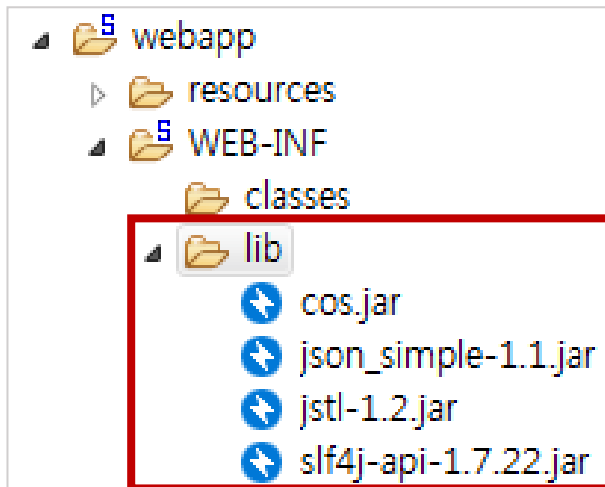 webapp
resources
WEB-INF
classes
lib
cos.jar
json_simple-1.1.jar
jstl-1.2.jar
slf4j-api-1.7.22.jar